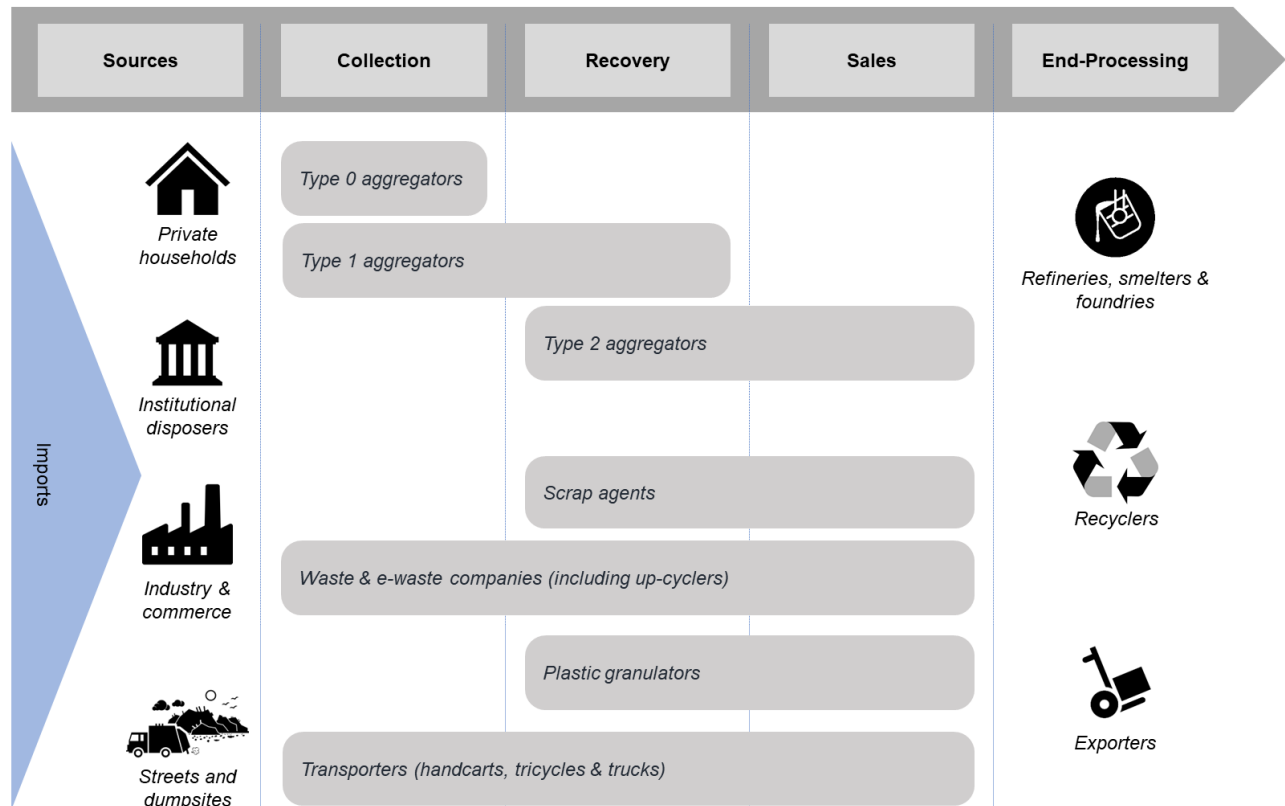 Sources
Collection
Recovery
Sales
End-Processing
Imports
Private
households
Institutional
disposers
Industry &
commerce
Streets and
dumpsites
Type 0 aggregators
Type 1 aggregators
Type 2 aggregators
Scrap agents
Waste & e-waste companies (including up-cyclers)
Plastic granulators
Transporters (handcarts, tricycles & trucks)
Refineries, smelters &
foundries
Recyclers
Exporters